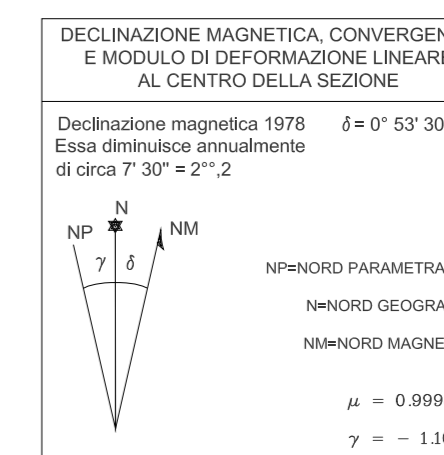 DECLINAZIONE MAGNETICA, CONVERGEN
E MODULO DI DEFORMAZIONE LINEARE
AL CENTRO DELLA SEZIONE
Declinazione magnetica 1978 δ = 0° 53' 30
Essa diminuisce annualmente
di circa 7' 30" = 2°°,2
N
NP NM
γ δ
NP=NORD PARAMETRA
N=NORD GEOGRA
NM=NORD MAGNE
μ = 0.999
γ = − 1.1